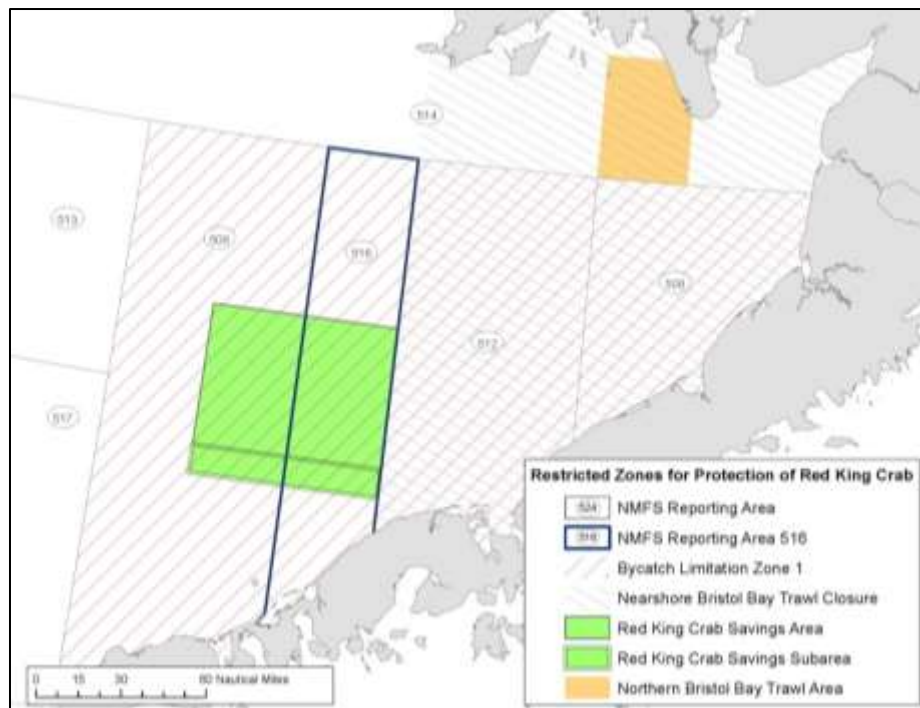 514
513
509
516
508
512
517
Restricted Zones for Protection of Red King Crab
524 NMFS Reporting Area
516 NMFS Reporting Area 516
Bycatch Limitation Zone 1
Nearshore Bristol Bay Trawl Closure
Red King Crab Savings Area
Red King Crab Savings Subarea
Northern Bristol Bay Trawl Area
0 15 30 60 Nautical Miles